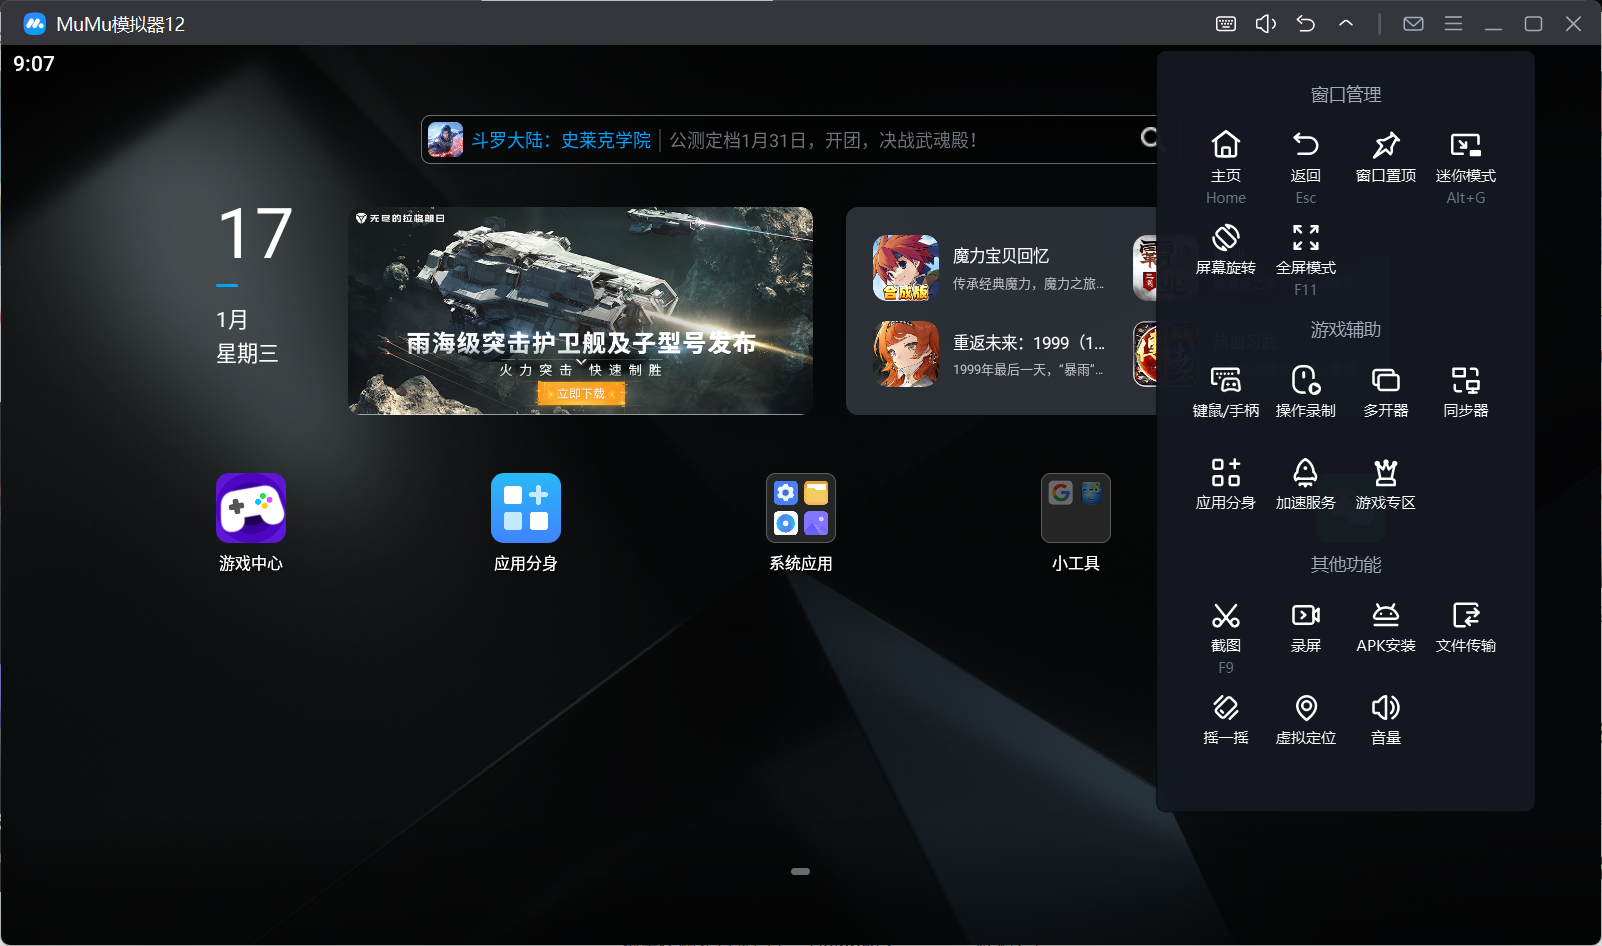 MuMu模拟器12
9:07
斗罗大陆：史莱克学院
公测定档1月31日，开团，决战武魂殿！
17
1月
星期三
无尽的拉格朗日
雨海级突击护卫舰及子型号发布
火力突击 快速制胜
立即下载
合成版
魔力宝贝回忆
传承经典魔力，魔力之旅...
重返未来：1999（1...
1999年最后一天，“暴雨”...
游戏中心
应用分身
系统应用
小工具
窗口管理
主页
Home
返回
Esc
窗口置顶
迷你模式
Alt+G
屏幕旋转
全屏模式
F11
游戏辅助
键鼠/手柄
操作录制
多开器
同步器
应用分身
加速服务
游戏专区
其他功能
截图
F9
录屏
APK安装
文件传输
摇一摇
虚拟定位
音量